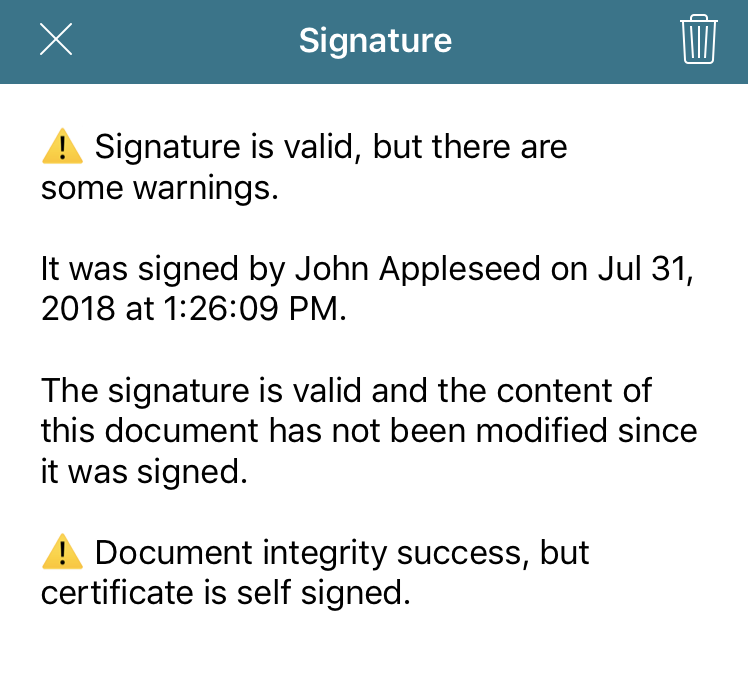 Signature
⚠️ Signature is valid, but there are
some warnings.
It was signed by John Appleseed on Jul 31,
2018 at 1:26:09 PM.
The signature is valid and the content of
this document has not been modified since
it was signed.
⚠️ Document integrity success, but
certificate is self signed.